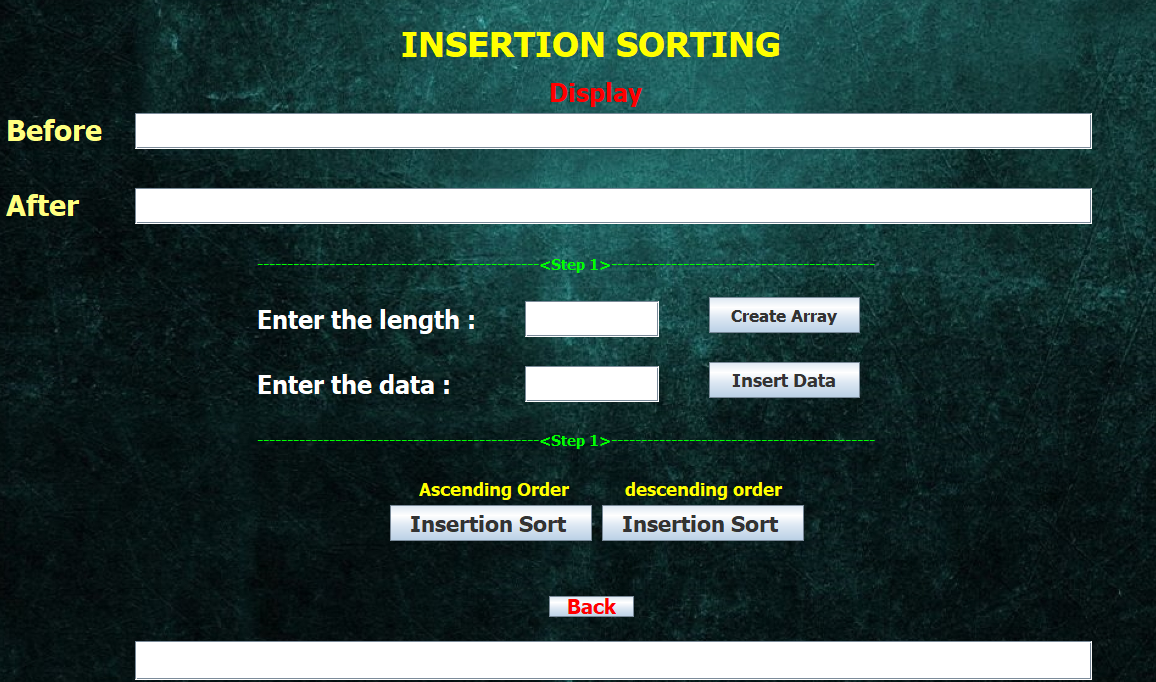 INSERTION SORTING
Display
Before
After
------------------------------------------------<Step 1>---------------------------------------------
Enter the length :
Create Array
Enter the data :
Insert Data
------------------------------------------------<Step 1>---------------------------------------------
Ascending Order descending order
Insertion Sort Insertion Sort
Back